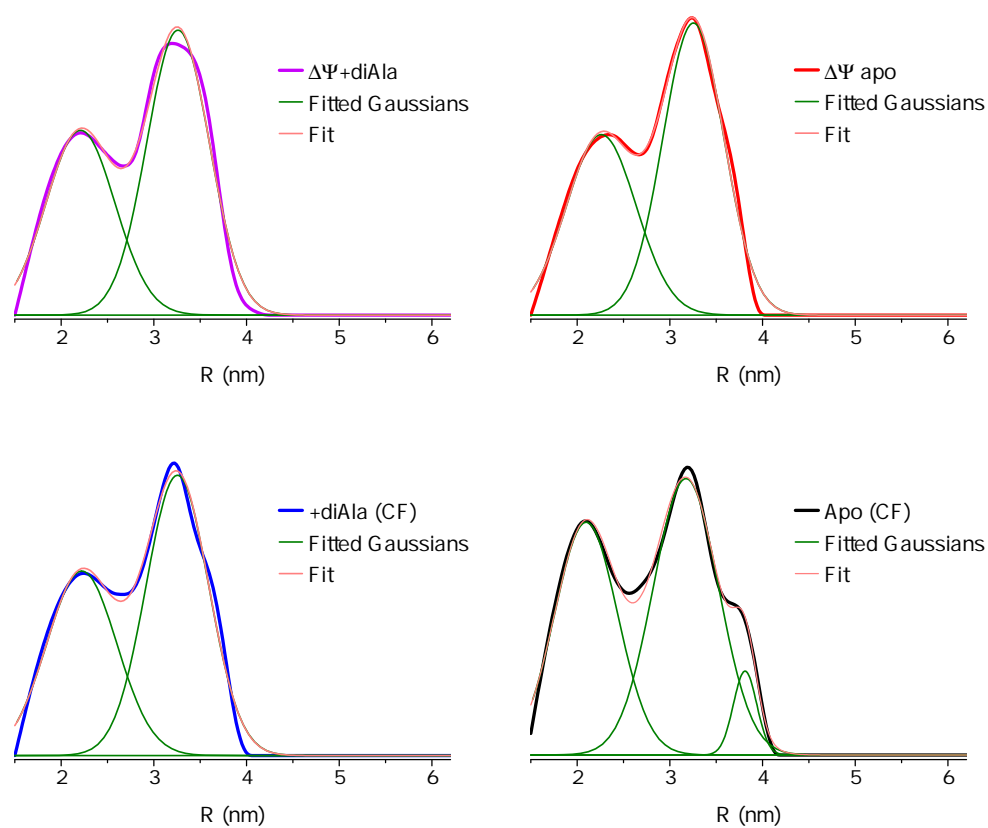 ΔΨ+diAla
Fitted Gaussians
Fit
2 3 4 5 6
R (nm)
ΔΨ apo
Fitted Gaussians
Fit
2 3 4 5 6
R (nm)
+diAla (CF)
Fitted Gaussians
Fit
2 3 4 5 6
R (nm)
Apo (CF)
Fitted Gaussians
Fit
2 3 4 5 6
R (nm)